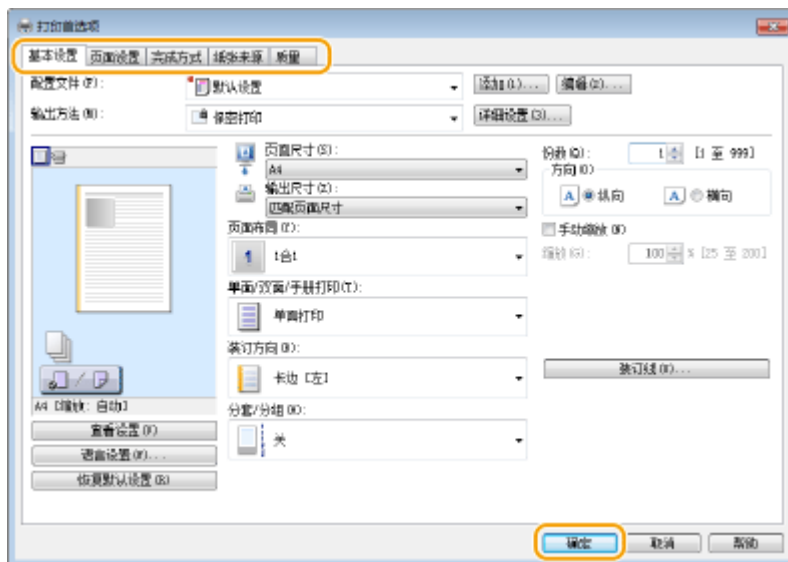 打印首选项
基本设置 页面设置 完成方式 纸张来源 质量
配置文件(F): 默认设置 添加(1)... 编辑(2)...
输出方法(M): 保密打印 详细设置(3)...
页面尺寸(S):
A4
输出尺寸(Z):
匹配页面尺寸
页面布局(Y):
1合1
单面/双面/手册打印(T):
单面打印
装订方向(B):
长边 [左]
分套/分组(X):
关
份数(Q): 1 [1 至 999]
方向(O)
A 纵向 A 横向
手动缩放(W)
缩放(G): 100 % [25 至 200]
装订线(U)...
A4 [缩放: 自动]
查看设置(V)
语言设置(#)...
恢复默认设置(R)
确定 取消 帮助